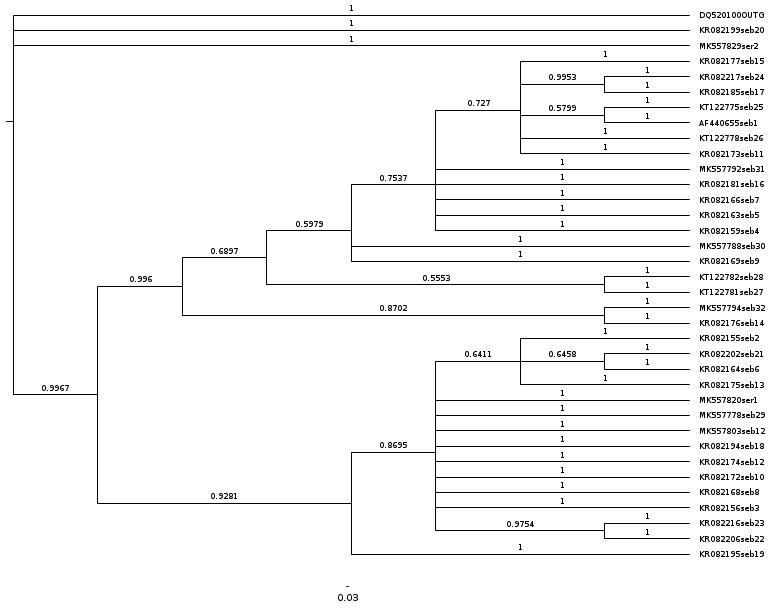 1
DQ520100OUTG
1
KR082199seb20
1
MK557829ser2
1
KR082177seb15
1
0.9953
KR082217seb24
1
KR082185seb17
0.727
1
0.5799
KT122775seb25
1
AF440655seb1
1
KT122778seb26
1
KR082173seb11
1
MK557792seb31
0.7537
1
KR082181seb16
1
KR082166seb7
1
KR082163seb5
0.5979
1
KR082159seb4
1
MK557788seb30
0.6897
1
KR082169seb9
1
0.996
0.5553
KT122782seb28
1
KT122781seb27
1
0.8702
MK557794seb32
1
KR082176seb14
1
KR082155seb2
1
0.6411
0.6458
KR082202seb21
1
KR082164seb6
1
KR082175seb13
0.9967
1
MK557820ser1
1
MK557778seb29
1
MK557803seb12
1
KR082194seb18
0.8695
1
KR082174seb12
1
KR082172seb10
1
KR082168seb8
0.9281
1
KR082156seb3
1
0.9754
KR082216seb23
1
KR082206seb22
1
KR082195seb19
0.03